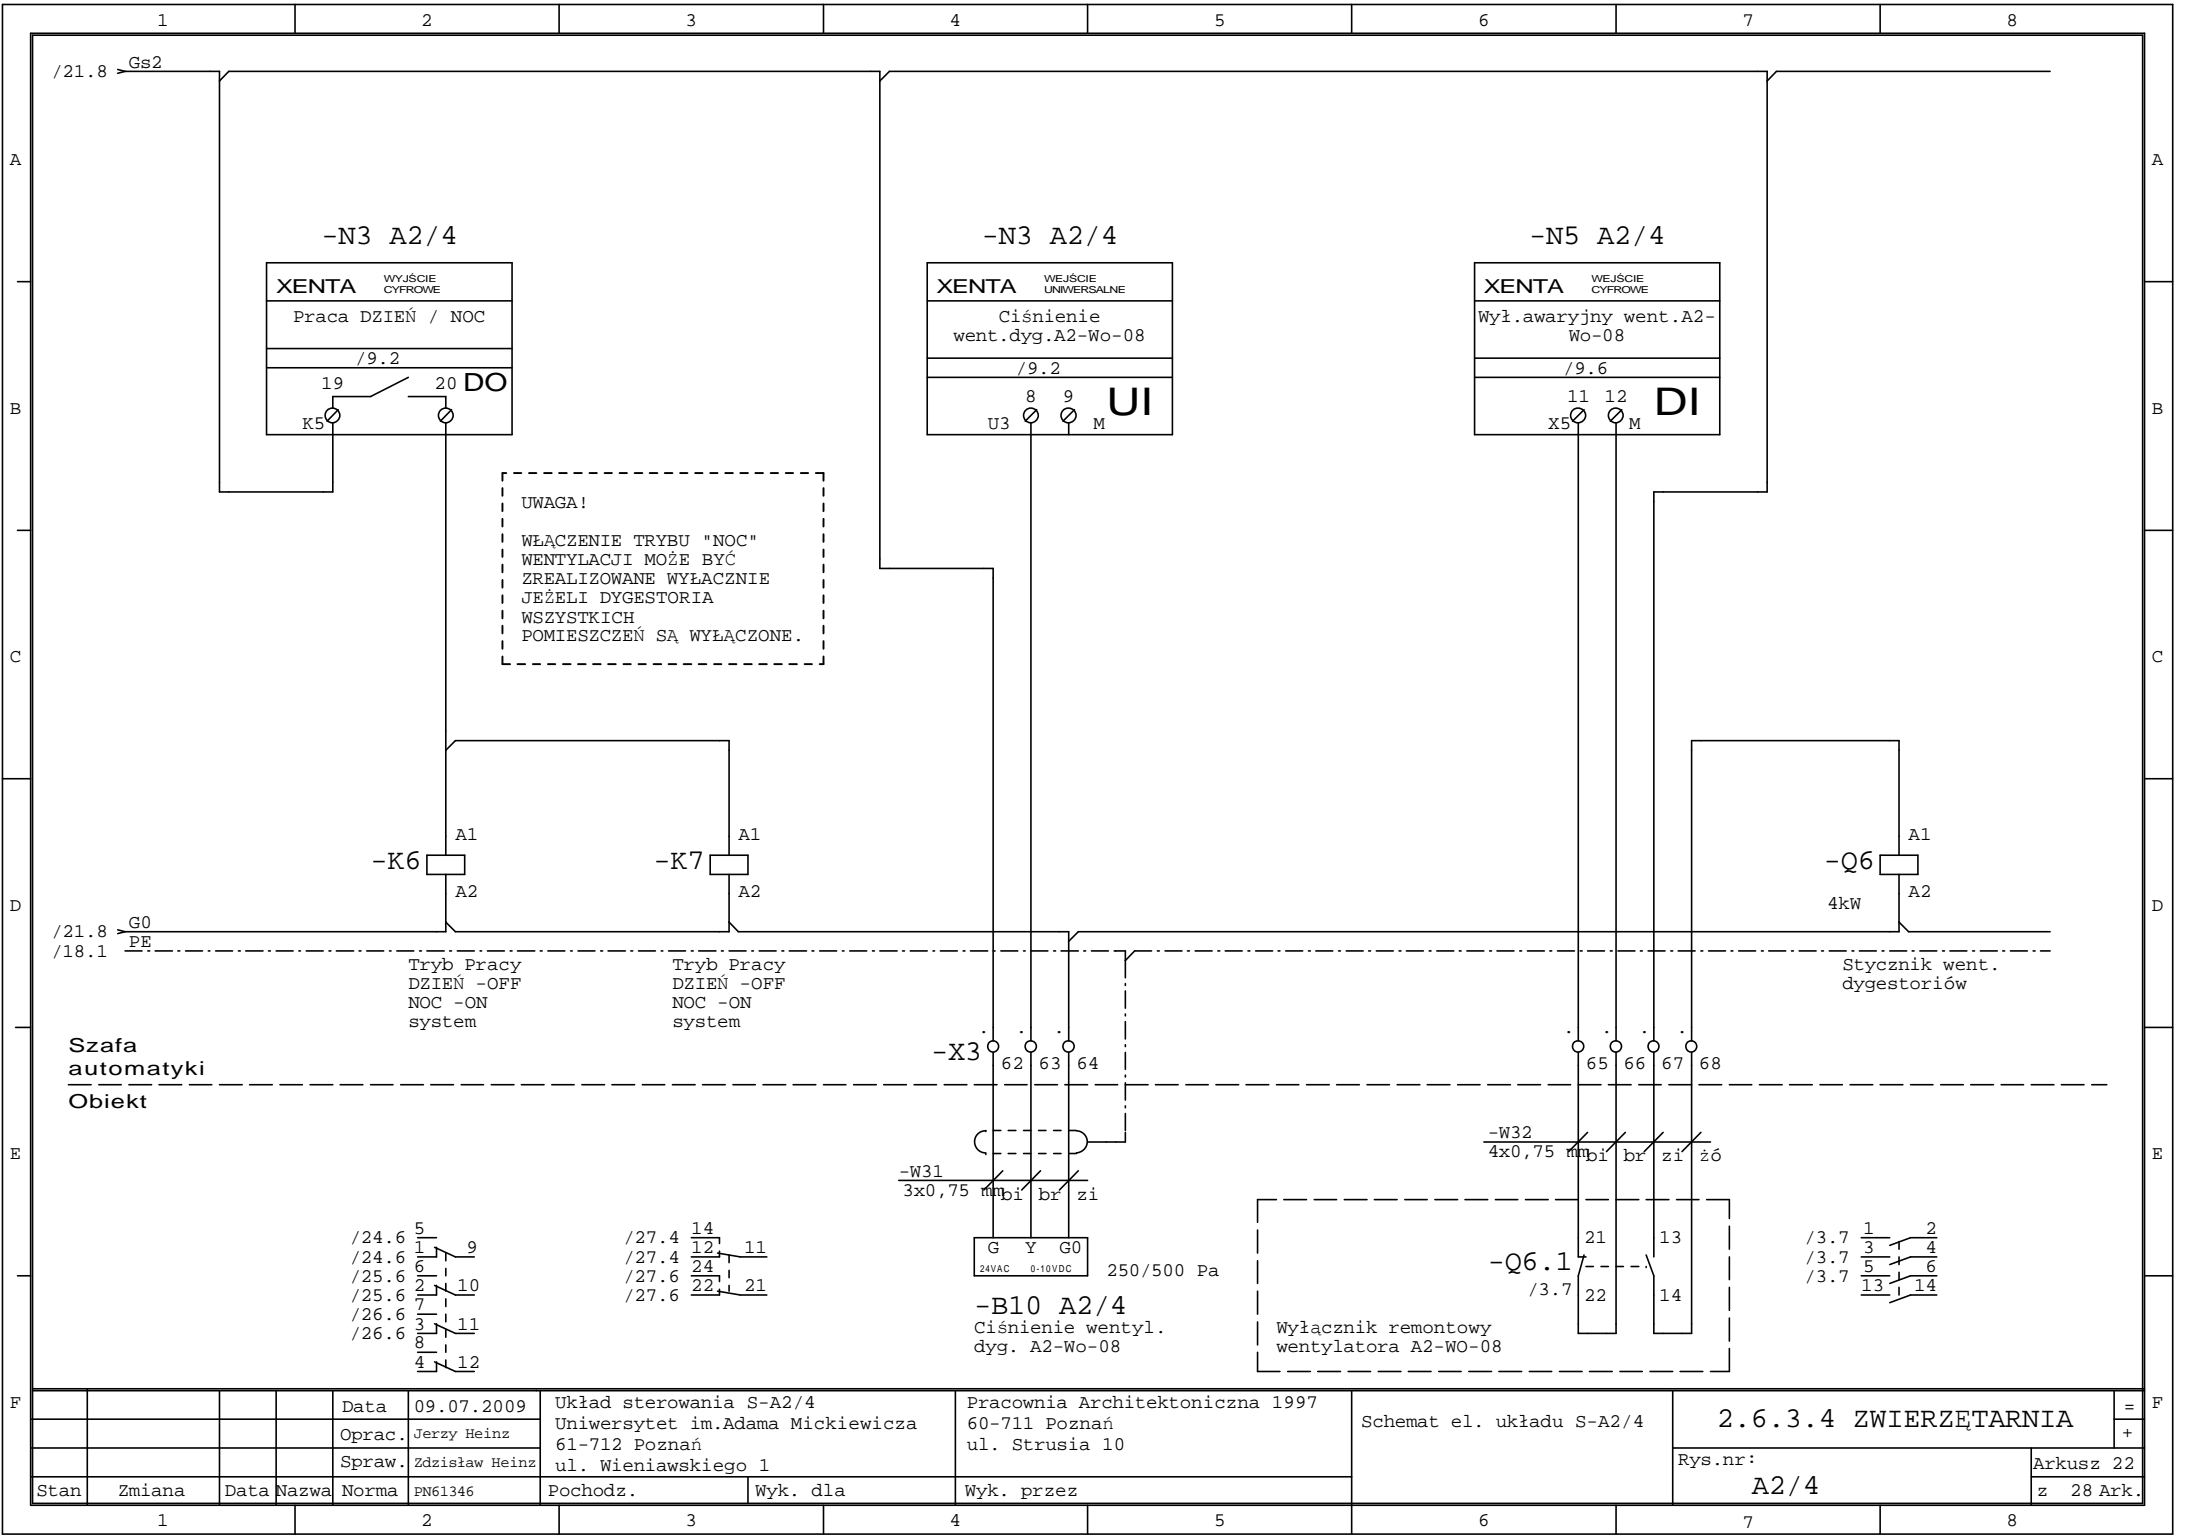 1 2 3 4 5 6 7 8
/21.8 Gs2
A A
-N3 A2/4
XENTA WYJŚCIE
CYFROWE
Praca DZIEŃ / NOC
/9.2
19 20 DO
K5
-N3 A2/4
XENTA WEJŚCIE
UNIWERSALNE
Ciśnienie
went.dyg.A2-Wo-08
/9.2
8 9 UI
U3 M
-N5 A2/4
XENTA WEJŚCIE
CYFROWE
Wył.awaryjny went.A2-
Wo-08
/9.6
11 12 DI
X5 M
B B
UWAGA!
WŁĄCZENIE TRYBU "NOC"
WENTYLACJI MOŻE BYĆ
ZREALIZOWANE WYŁACZNIE
JEŻELI DYGESTORIA
WSZYSTKICH
POMIESZCZEŃ SĄ WYŁĄCZONE.
C C
A1
-K6
A2
A1
-K7
A2
A1
-Q6
A2
4kW
D D
/21.8 G0
/18.1 PE
Tryb Pracy
DZIEŃ -OFF
NOC -ON
system
Tryb Pracy
DZIEŃ -OFF
NOC -ON
system
Stycznik went.
dygestoriów
Szafa
automatyki
Obiekt
-X3 62 63 64
65 66 67 68
E E
-W31
3x0,75 mm bi br zi
-W32
4x0,75 mm bi br zi żó
/24.6 5
/24.6 1 9
/25.6 6
/25.6 2 10
/26.6 7
/26.6 3 11
8
4 12
/27.4 14
/27.4 12 11
/27.6 24
/27.6 22 21
G Y G0
24VAC 0-10VDC
250/500 Pa
-B10 A2/4
Ciśnienie wentyl.
dyg. A2-Wo-08
21 13
-Q6.1
/3.7 22 14
Wyłącznik remontowy
wentylatora A2-WO-08
/3.7 1 2
/3.7 3 4
/3.7 5 6
13 14
F F
Data 09.07.2009
Oprac. Jerzy Heinz
Spraw. Zdzisław Heinz
Stan Zmiana Data Nazwa Norma PN61346
Układ sterowania S-A2/4
Uniwersytet im.Adama Mickiewicza
61-712 Poznań
ul. Wieniawskiego 1
Pochodz. Wyk. dla
Pracownia Architektoniczna 1997
60-711 Poznań
ul. Strusia 10
Wyk. przez
Schemat el. układu S-A2/4
2.6.3.4 ZWIERZĘTARNIA
=
+
Rys.nr:
A2/4
Arkusz 22
z 28 Ark.
1 2 3 4 5 6 7 8